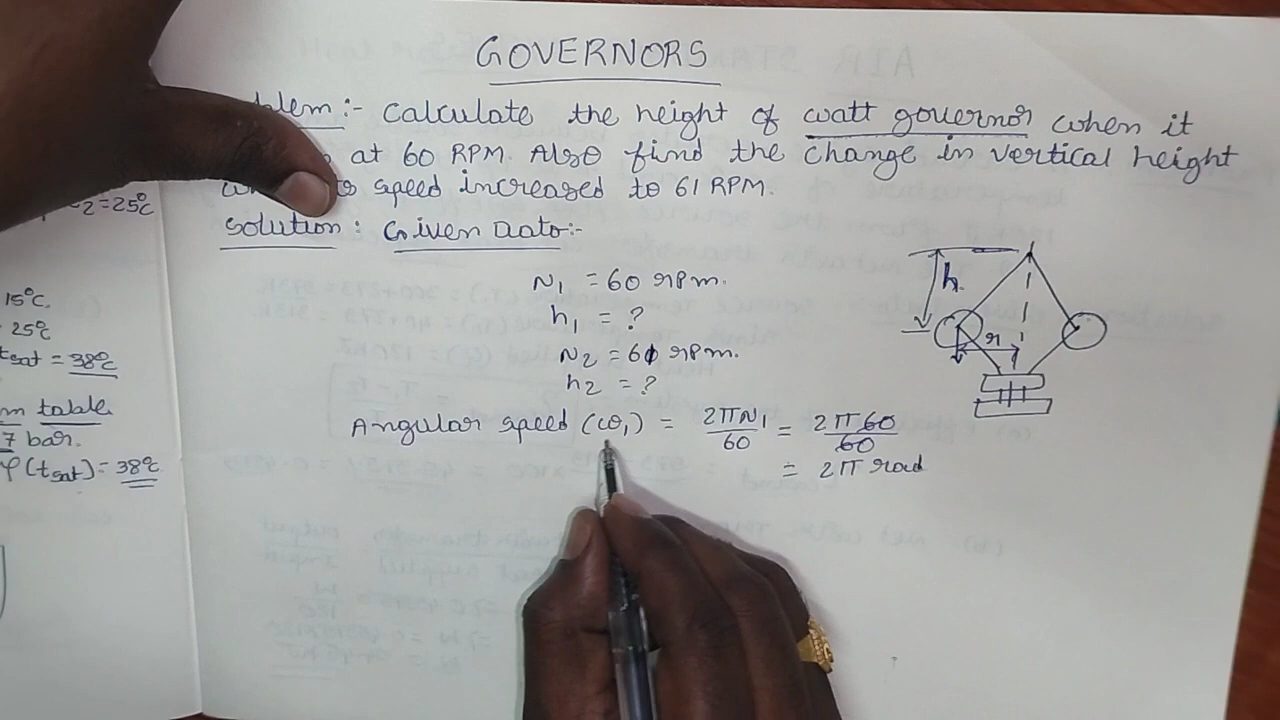 GOVERNORS
:- Calculate the height of watt governor when it
at 60 RPM. Also find the change in vertical height
speed increased to 61 RPM.
Solution: Given Data:-
N1 = 60 rpm.
h1 = ?
N2 = 61 rpm.
h2 = ?
Angular speed (ω1) = 2πN1/60 = 2π60/60
= 2π rad
h
r
2 = 25°C
15°C.
25°C
tsat = 38°C
table
7 bar.
φ(tsat) = 38°C